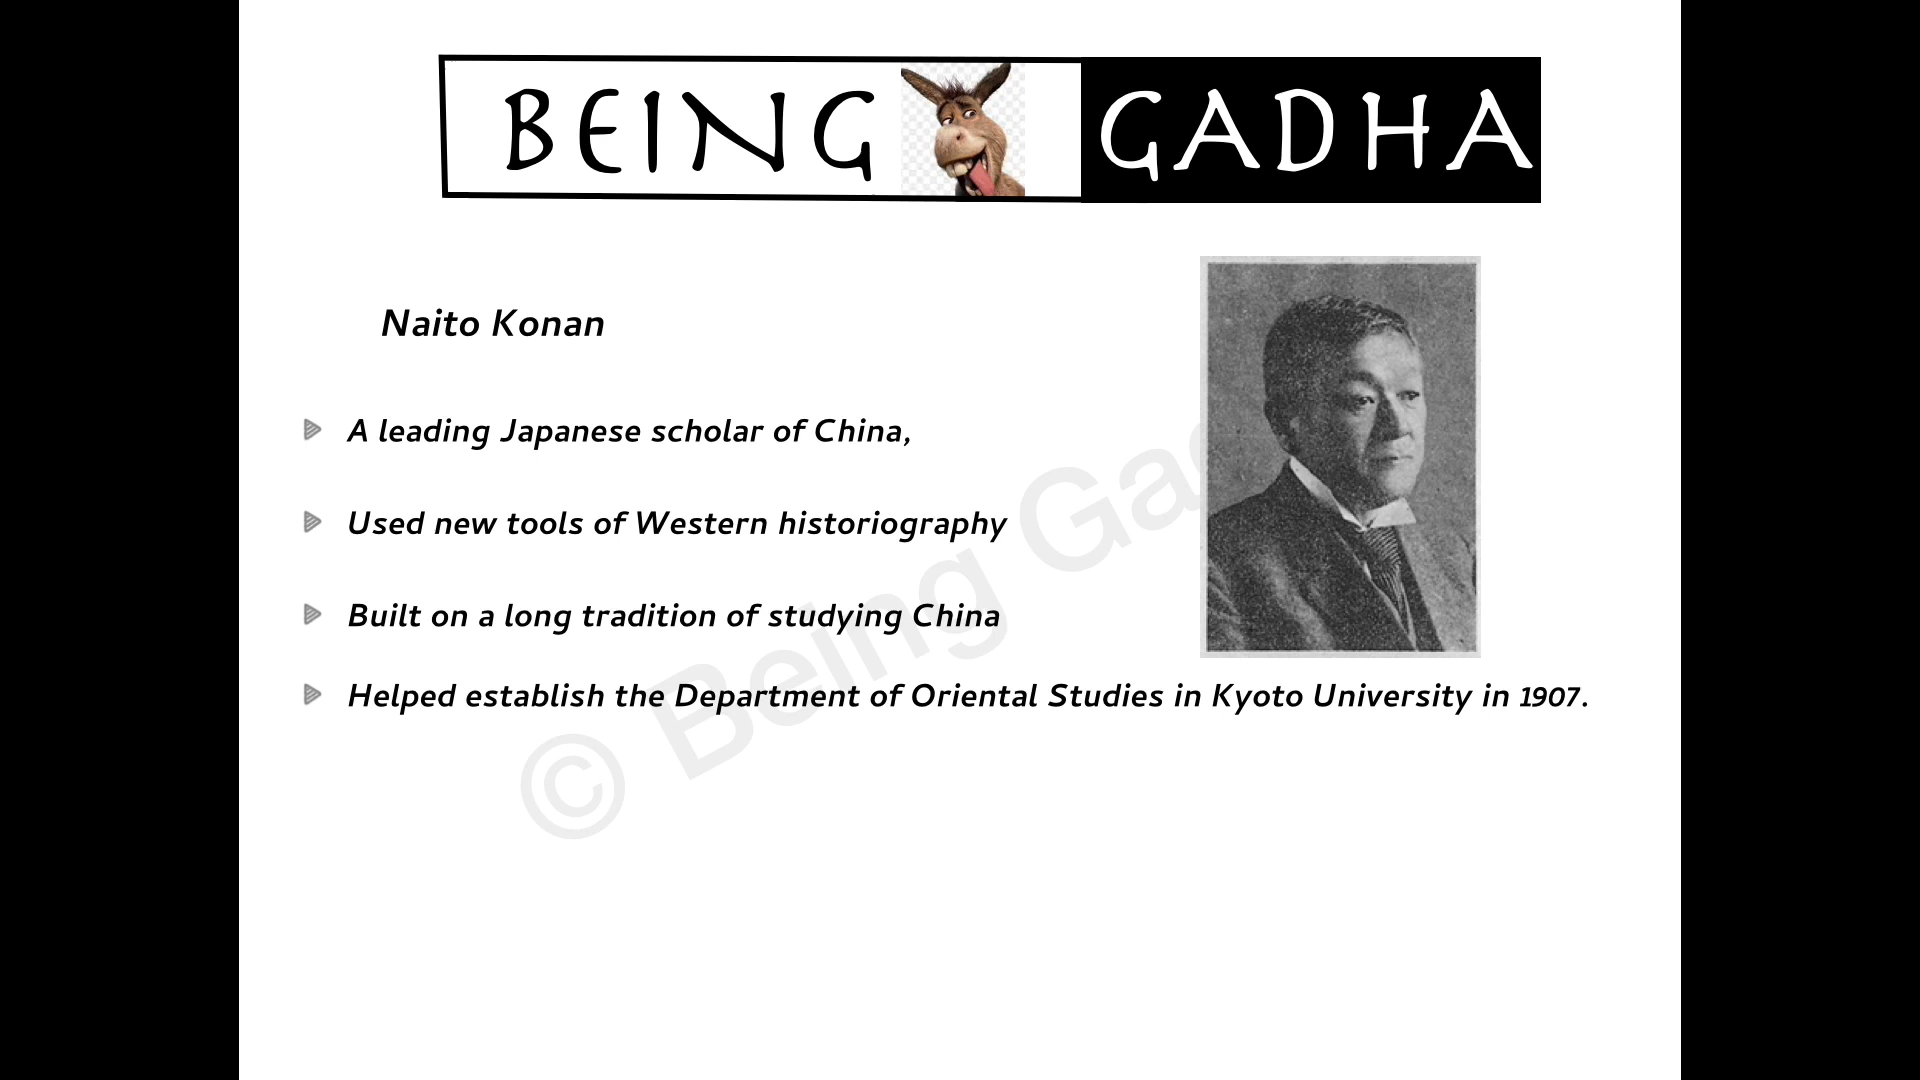 BEING GADHA
Naito Konan
A leading Japanese scholar of China,
Used new tools of Western historiography
Built on a long tradition of studying China
Helped establish the Department of Oriental Studies in Kyoto University in 1907.
© Being Ga